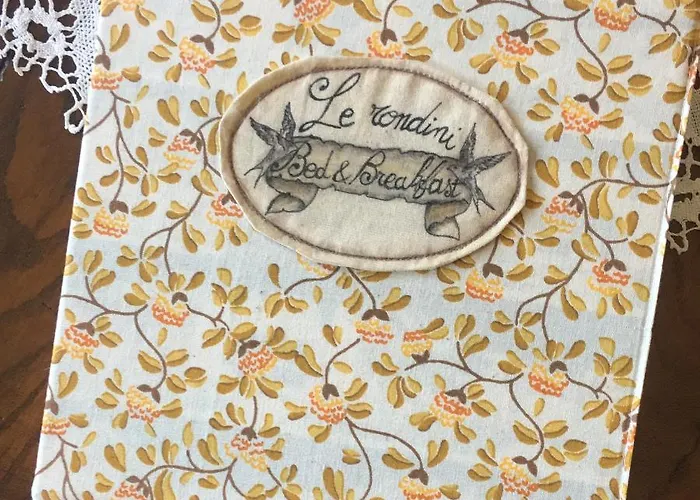 Le rondini
Bed & Breakfast